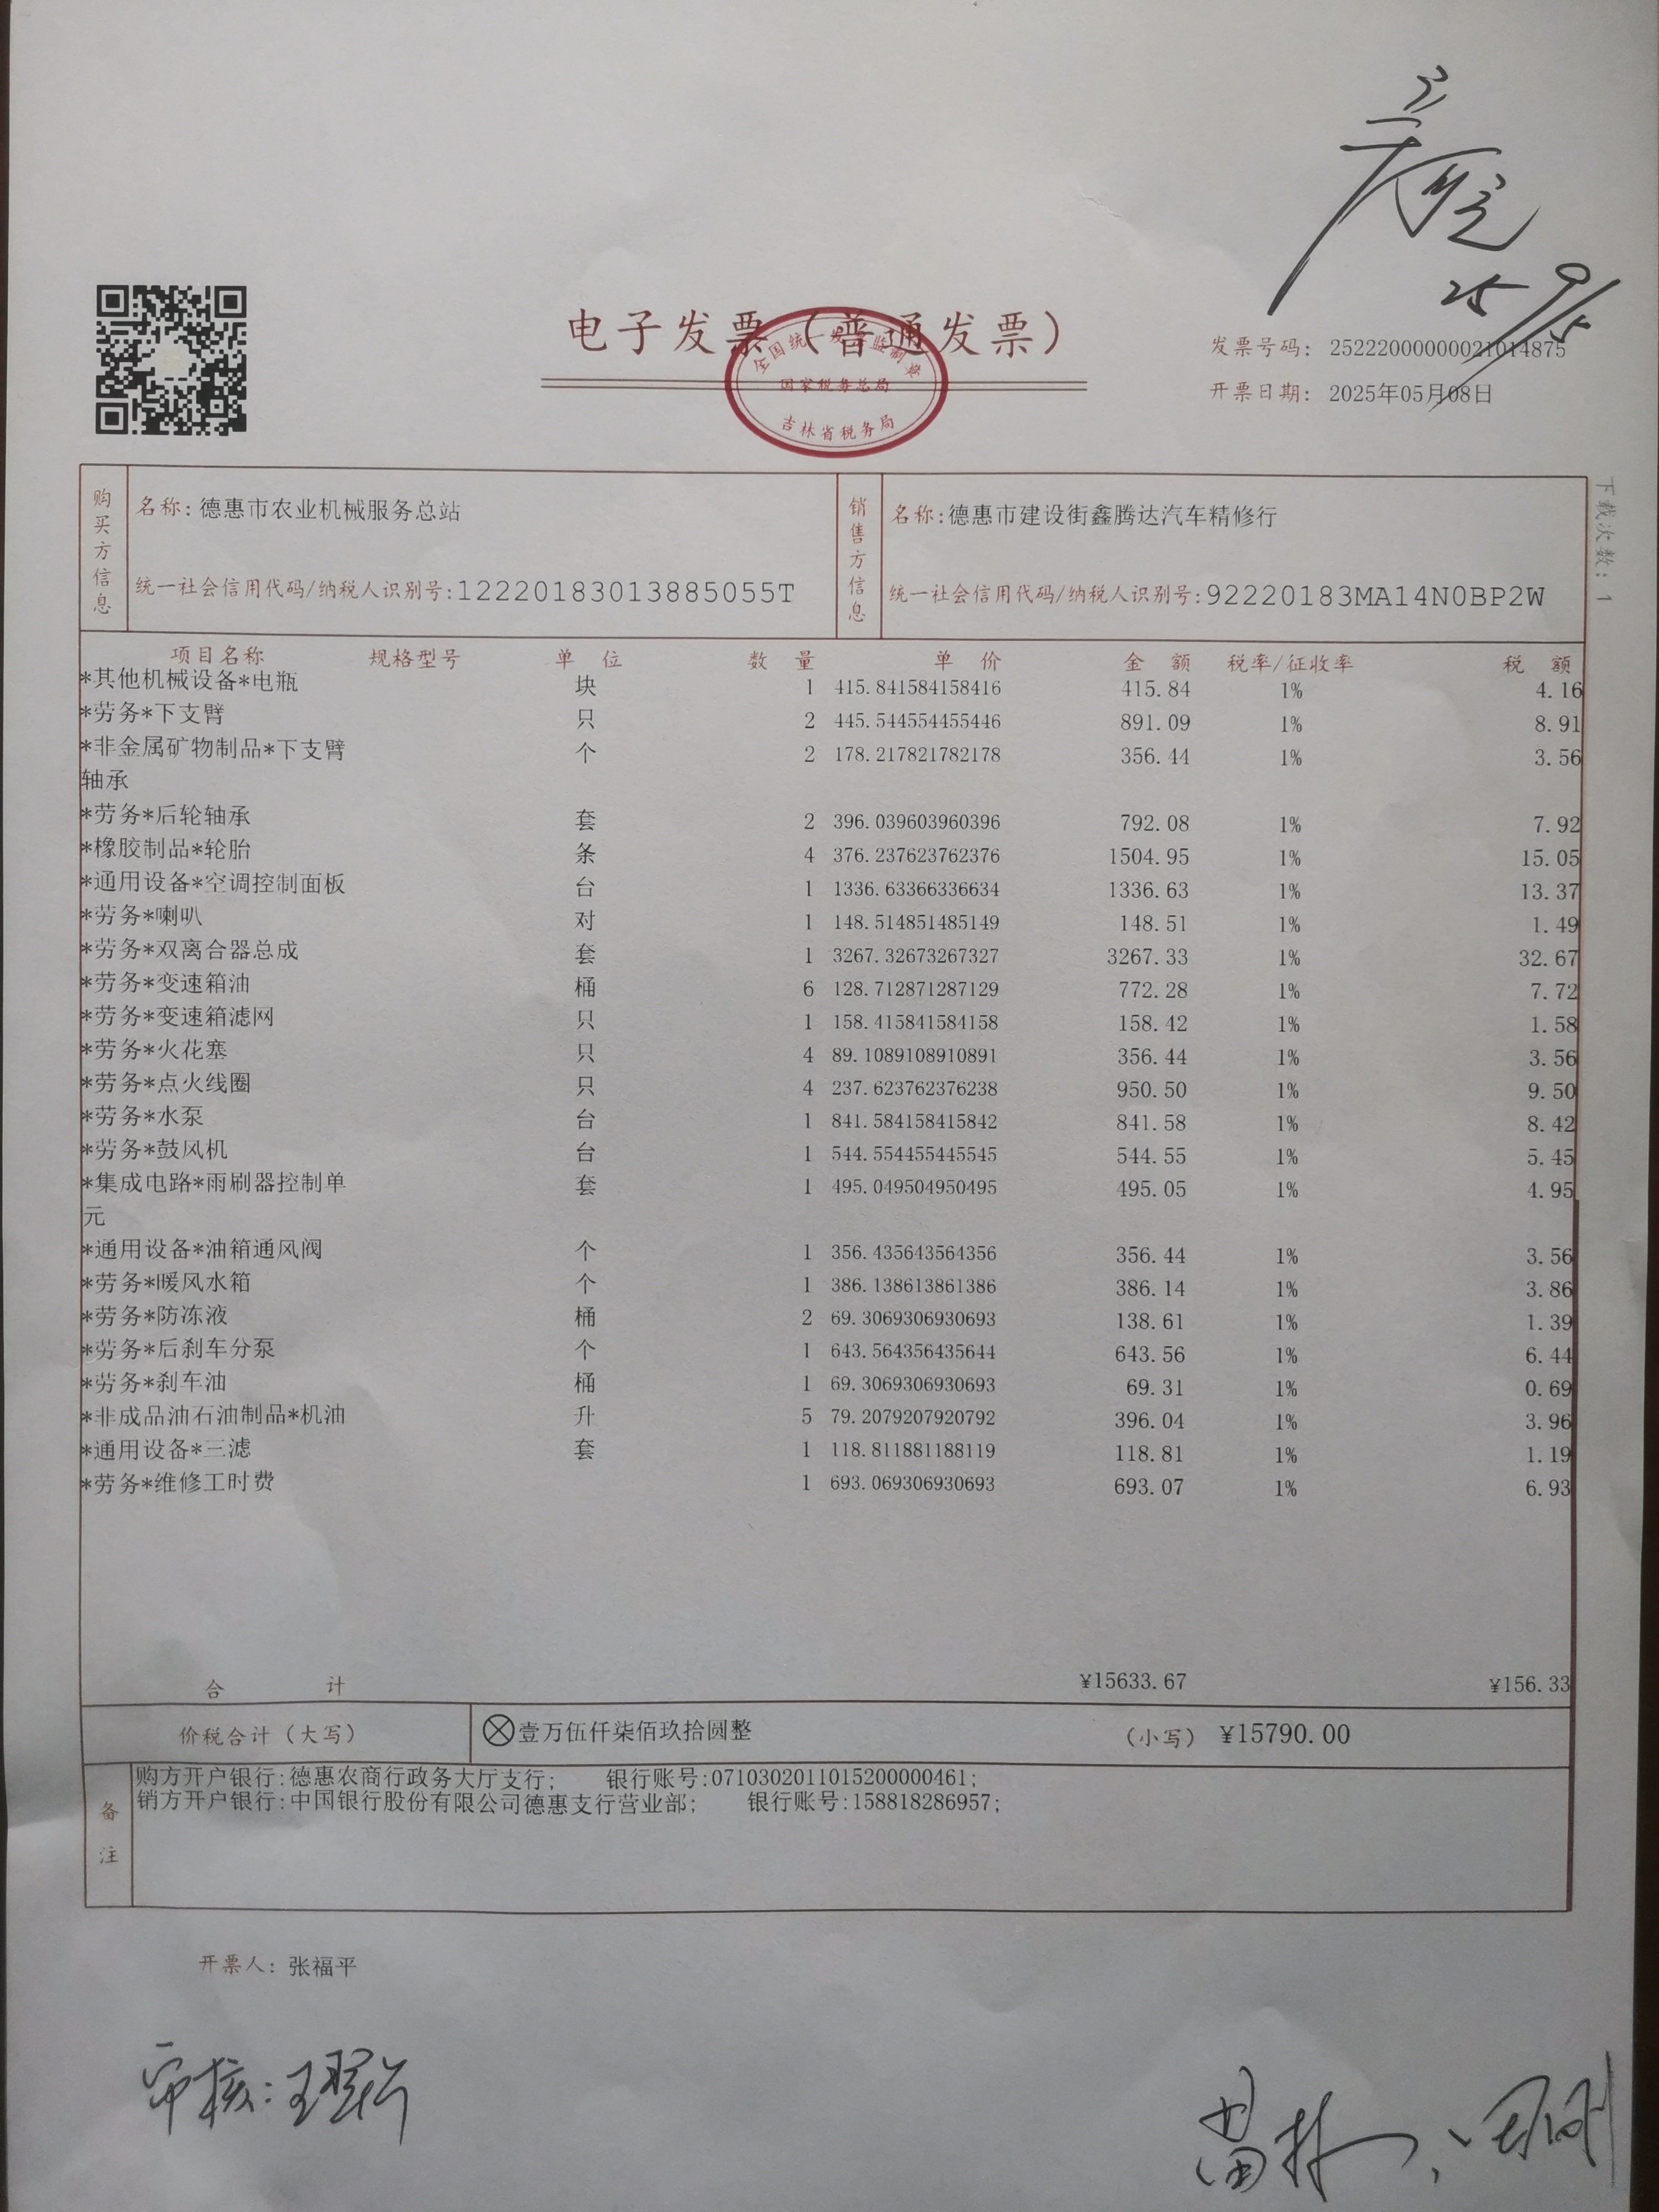 电子发票（普通发票）
全国统一发票监制章
国家税务总局
吉林省税务局
发票号码：25222000000021014875
开票日期：2025年05月08日
25 9/5
下载次数：1
购买方信息
名称：德惠市农业机械服务总站
统一社会信用代码/纳税人识别号：12220183013885055T
销售方信息
名称：德惠市建设街鑫腾达汽车精修行
统一社会信用代码/纳税人识别号：92220183MA14N0BP2W
项目名称 规格型号 单位 数量 单价 金额 税率/征收率 税额
*其他机械设备*电瓶 块 1 415.841584158416 415.84 1% 4.16
*劳务*下支臂 只 2 445.544554455446 891.09 1% 8.91
*非金属矿物制品*下支臂 个 2 178.217821782178 356.44 1% 3.56
轴承
*劳务*后轮轴承 套 2 396.039603960396 792.08 1% 7.92
*橡胶制品*轮胎 条 4 376.237623762376 1504.95 1% 15.05
*通用设备*空调控制面板 台 1 1336.63366336634 1336.63 1% 13.37
*劳务*喇叭 对 1 148.514851485149 148.51 1% 1.49
*劳务*双离合器总成 套 1 3267.32673267327 3267.33 1% 32.67
*劳务*变速箱油 桶 6 128.712871287129 772.28 1% 7.72
*劳务*变速箱滤网 只 1 158.415841584158 158.42 1% 1.58
*劳务*火花塞 只 4 89.1089108910891 356.44 1% 3.56
*劳务*点火线圈 只 4 237.623762376238 950.50 1% 9.50
*劳务*水泵 台 1 841.584158415842 841.58 1% 8.42
*劳务*鼓风机 台 1 544.554455445545 544.55 1% 5.45
*集成电路*雨刷器控制单 套 1 495.049504950495 495.05 1% 4.95
元
*通用设备*油箱通风阀 个 1 356.435643564356 356.44 1% 3.56
*劳务*暖风水箱 个 1 386.138613861386 386.14 1% 3.86
*劳务*防冻液 桶 2 69.3069306930693 138.61 1% 1.39
*劳务*后刹车分泵 个 1 643.564356435644 643.56 1% 6.44
*劳务*刹车油 桶 1 69.3069306930693 69.31 1% 0.69
*非成品油石油制品*机油 升 5 79.2079207920792 396.04 1% 3.96
*通用设备*三滤 套 1 118.811881188119 118.81 1% 1.19
*劳务*维修工时费 1 693.069306930693 693.07 1% 6.93
合计 ¥15633.67 ¥156.33
价税合计（大写） ⊗壹万伍仟柒佰玖拾圆整 （小写） ¥15790.00
备注
购方开户银行：德惠农商行政务大厅支行； 银行账号：0710302011015200000461；
销方开户银行：中国银行股份有限公司德惠支行营业部； 银行账号：158818286957；
开票人：张福平
审核：